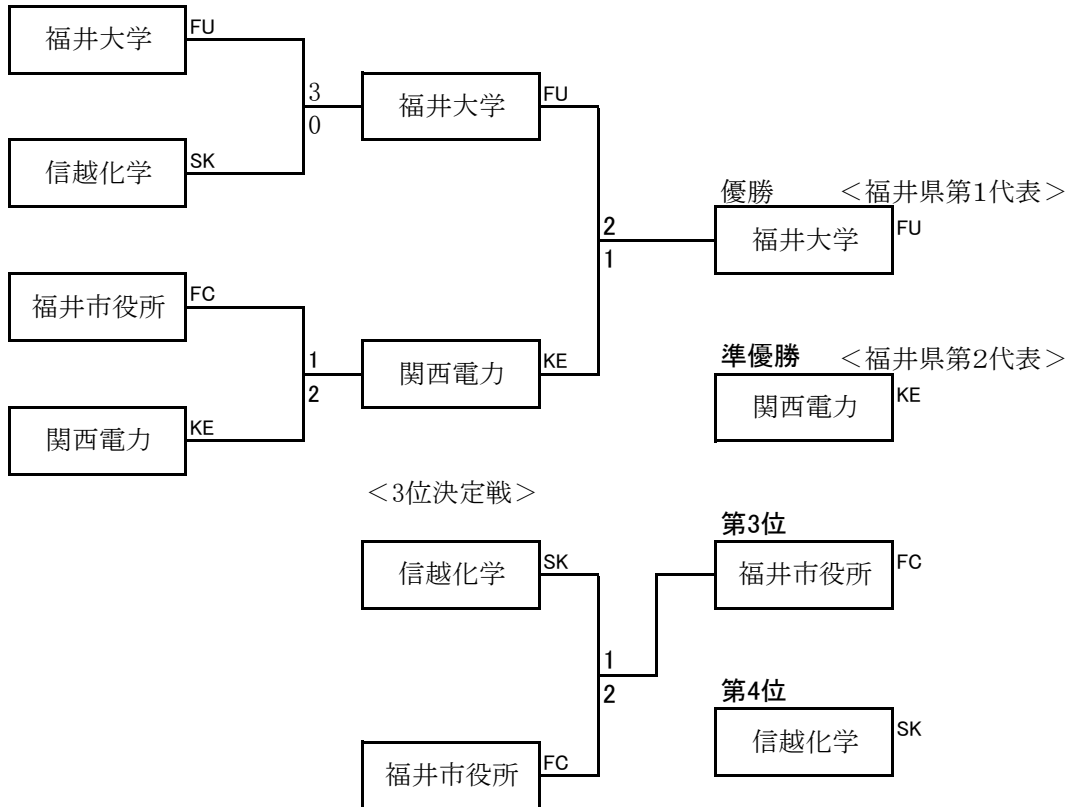 福井大学 FU
3
福井大学 FU
0
信越化学 SK
優勝 ＜福井県第1代表＞
2
福井大学 FU
1
福井市役所 FC
準優勝 ＜福井県第2代表＞
1
関西電力 KE
2
関西電力 KE
関西電力 KE
＜3位決定戦＞
第3位
信越化学 SK
福井市役所 FC
1
2
第4位
信越化学 SK
福井市役所 FC